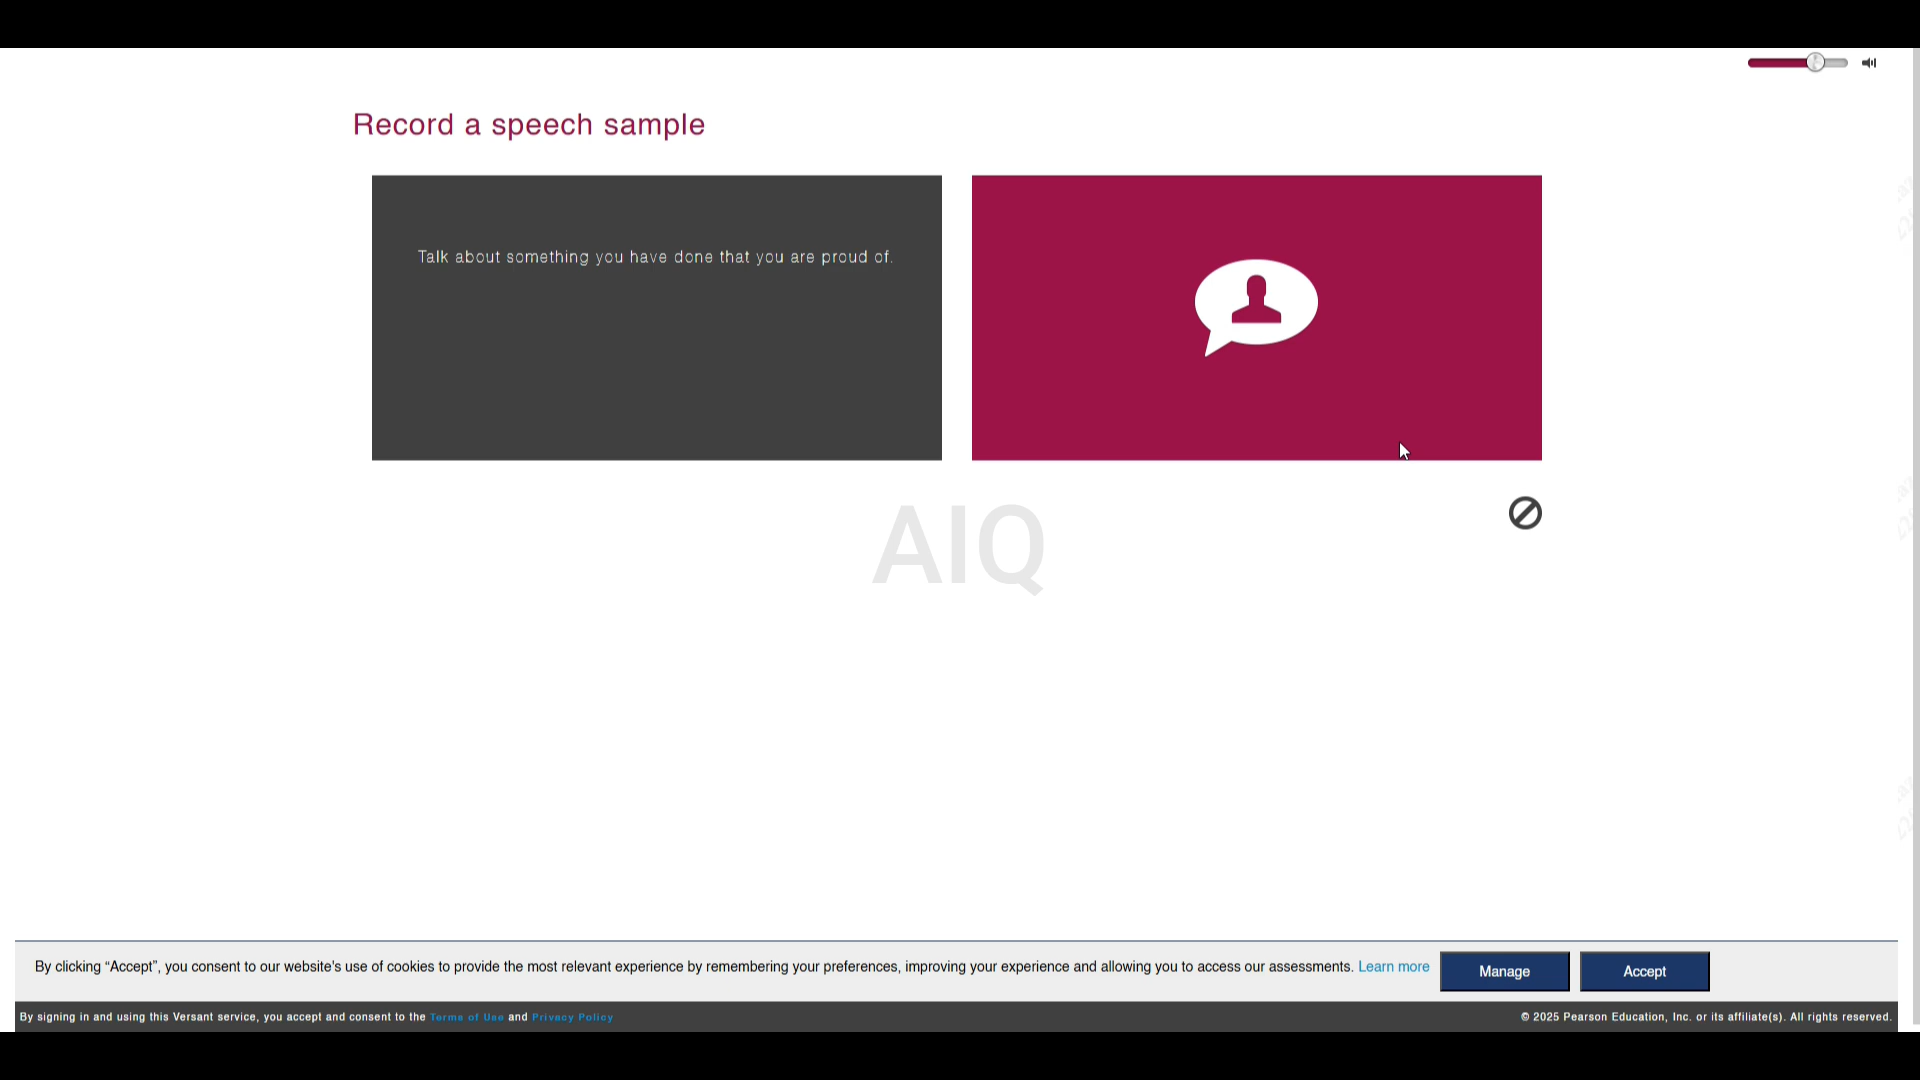 Record a speech sample
Talk about something you have done that you are proud of.
AIQ
By clicking “Accept”, you consent to our website's use of cookies to provide the most relevant experience by remembering your preferences, improving your experience and allowing you to access our assessments. Learn more
Manage
Accept
By signing in and using this Versant service, you accept and consent to the Terms of Use and Privacy Policy
© 2025 Pearson Education, Inc. or its affiliate(s). All rights reserved.